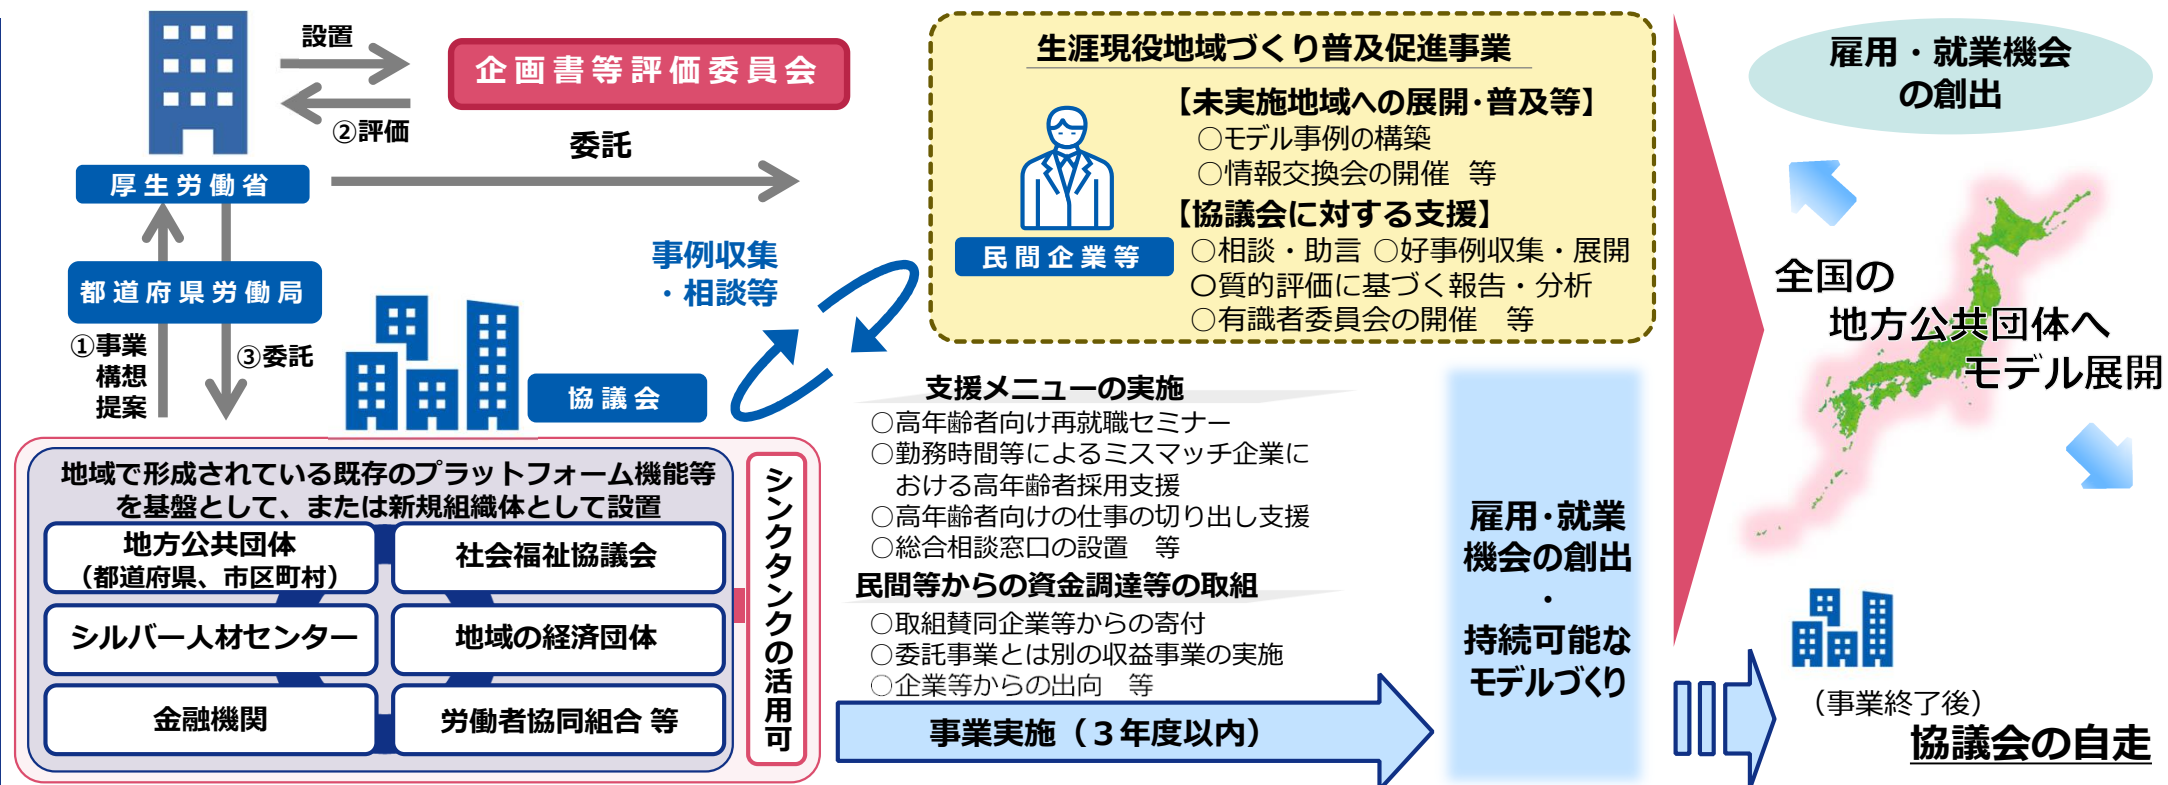 設置
企画書等評価委員会
②評価
委託
厚生労働省
都道府県労働局
①事業
構想
提案
③委託
事例収集
・相談等
協議会
生涯現役地域づくり普及促進事業
【未実施地域への展開・普及等】
○モデル事例の構築
○情報交換会の開催 等
【協議会に対する支援】
○相談・助言 ○好事例収集・展開
○質的評価に基づく報告・分析
○有識者委員会の開催 等
民間企業等
地域で形成されている既存のプラットフォーム機能等
を基盤として、または新規組織体として設置
地方公共団体
（都道府県、市区町村）
社会福祉協議会
シルバー人材センター
地域の経済団体
金融機関
労働者協同組合 等
シンクタンクの活用可
支援メニューの実施
○高年齢者向け再就職セミナー
○勤務時間等によるミスマッチ企業に
おける高年齢者採用支援
○高年齢者向けの仕事の切り出し支援
○総合相談窓口の設置 等
民間等からの資金調達等の取組
○取組賛同企業等からの寄付
○委託事業とは別の収益事業の実施
○企業等からの出向 等
事業実施（３年度以内）
雇用・就業
機会の創出
・
持続可能な
モデルづくり
雇用・就業機会
の創出
全国の
地方公共団体へ
モデル展開
（事業終了後）
協議会の自走